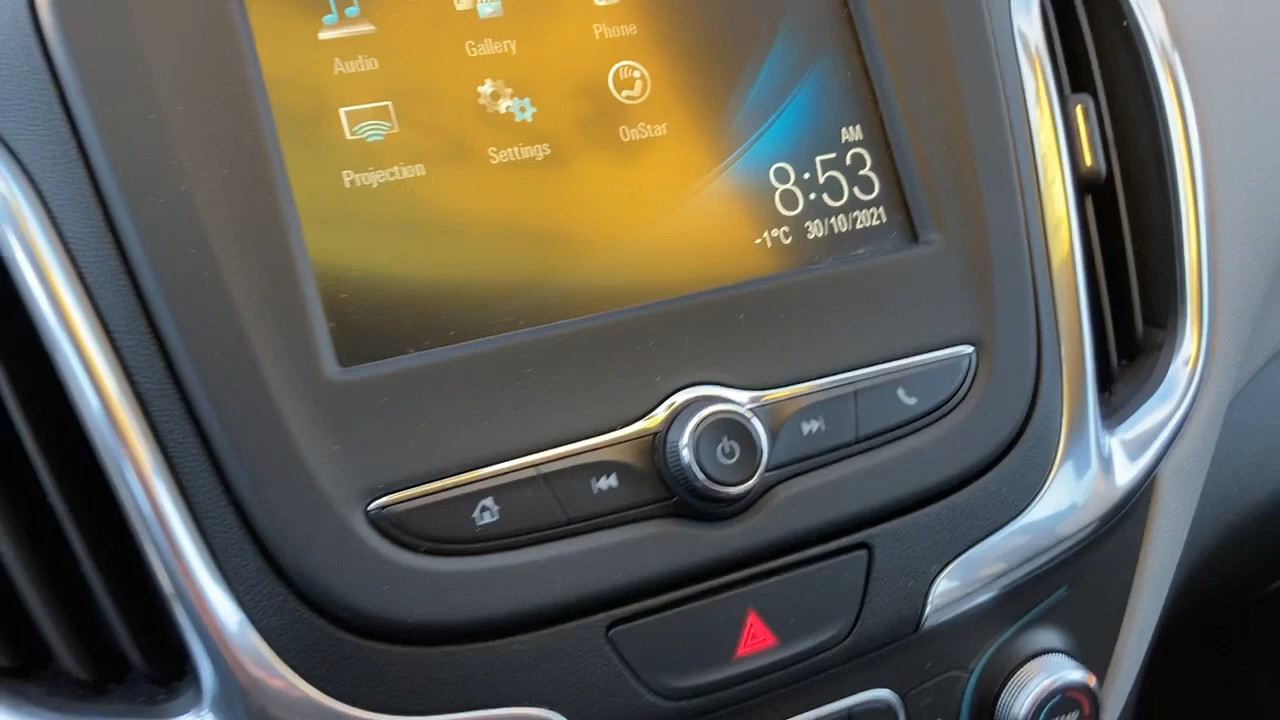 Audio
Gallery
Phone
Projection
Settings
OnStar
AM
8:53
-1°C 30/10/2021